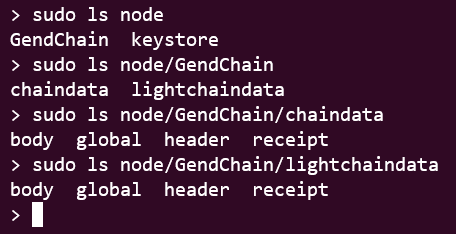 > sudo ls node
GendChain  keystore
> sudo ls node/GendChain
chaindata  lightchaindata
> sudo ls node/GendChain/chaindata
body  global  header  receipt
> sudo ls node/GendChain/lightchaindata
body  global  header  receipt
>